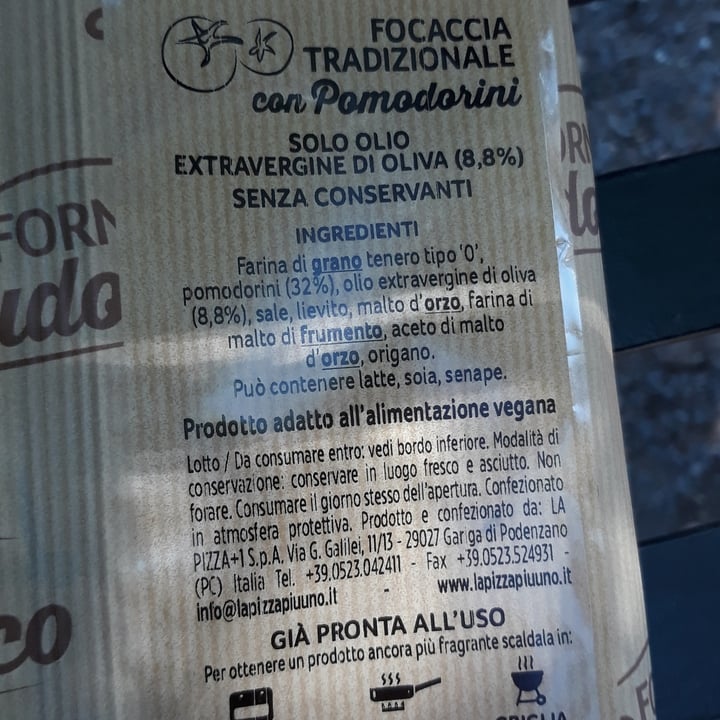 FOCACCIA
TRADIZIONALE
con Pomodorini
SOLO OLIO
EXTRAVERGINE DI OLIVA (8,8%)
SENZA CONSERVANTI
INGREDIENTI
Farina di grano tenero tipo '0',
pomodorini (32%), olio extravergine di oliva
(8,8%), sale, lievito, malto d'orzo, farina di
malto di frumento, aceto di malto
d'orzo, origano.
Può contenere latte, soia, senape.
Prodotto adatto all'alimentazione vegana
Lotto / Da consumare entro: vedi bordo inferiore. Modalità di
conservazione: conservare in luogo fresco e asciutto. Non
forare. Consumare il giorno stesso dell'apertura. Confezionato
in atmosfera protettiva. Prodotto e confezionato da: LA
PIZZA+1 S.p.A. Via G. Galilei, 11/13 - 29027 Gariga di Podenzano
(PC) Italia Tel. +39.0523.042411 - Fax +39.0523.524931 -
info@lapizzapiuuno.it - www.lapizzapiuuno.it
GIÀ PRONTA ALL'USO
Per ottenere un prodotto ancora più fragrante scaldala in:
GRIGLIA
FORN
udo
co